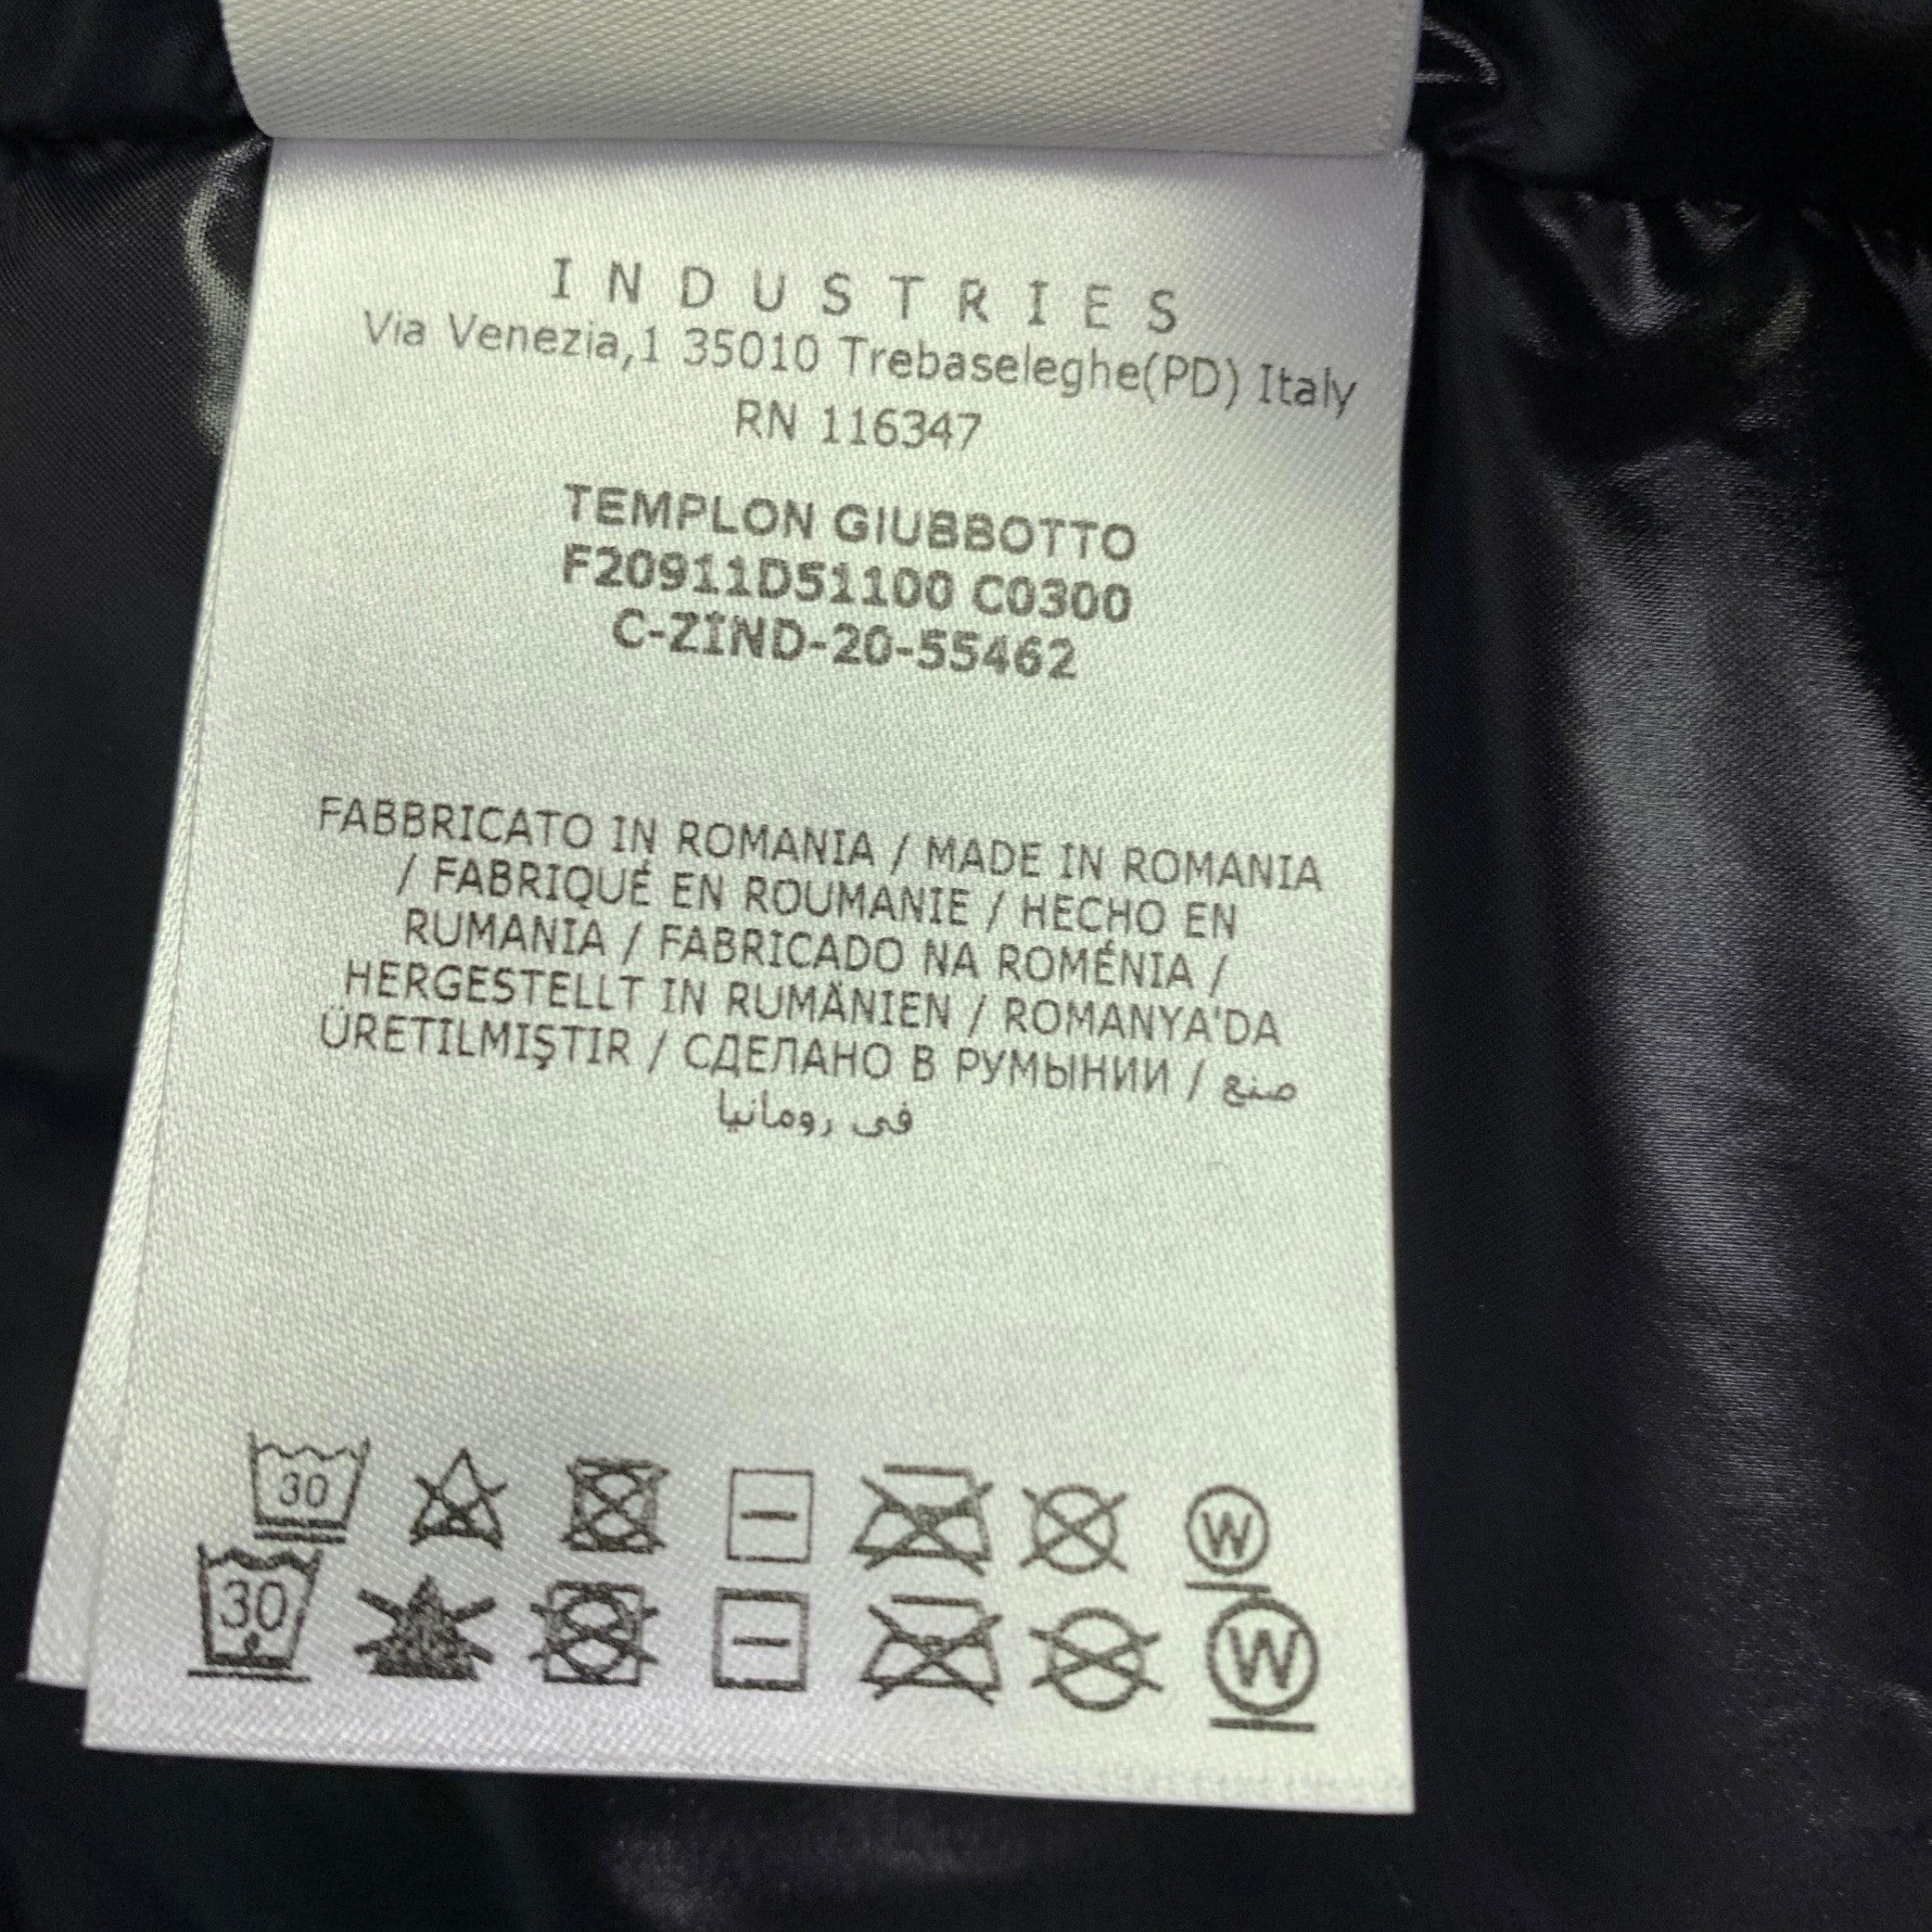 I N D U S T R I E S
Via Venezia,1 35010 Trebaseleghe(PD) Italy
RN 116347
TEMPLON GIUBBOTTO
F20911D51100 C0300
C-ZIND-20-55462
FABBRICATO IN ROMANIA / MADE IN ROMANIA
/ FABRIQUÉ EN ROUMANIE / HECHO EN
RUMANIA / FABRICADO NA ROMÉNIA /
HERGESTELLT IN RUMÄNIEN / ROMANYA'DA
ÜRETILMIŞTIR / СДЕЛАНО В РУМЫНИИ / صنع
فى رومانيا
30 W
30 W